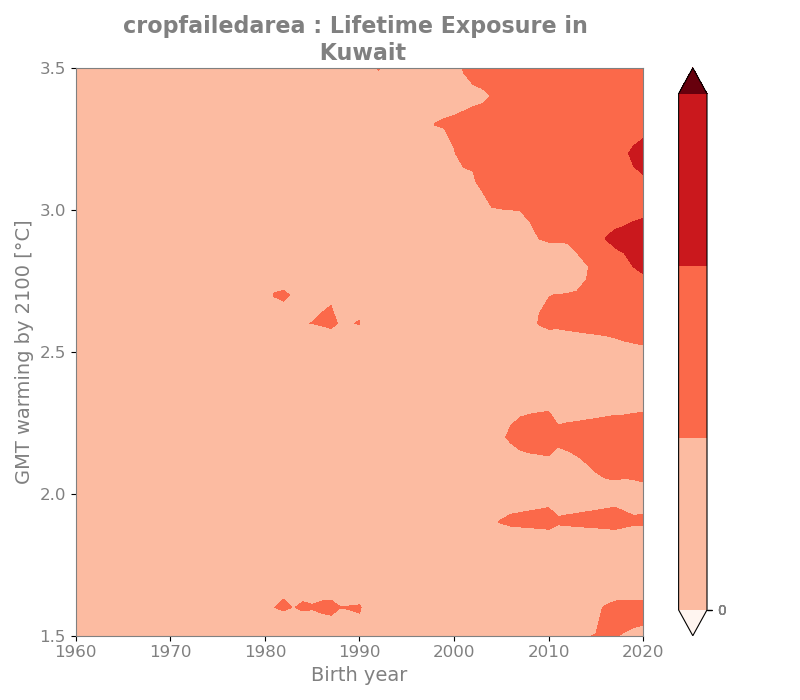 cropfailedarea : Lifetime Exposure in
Kuwait
3.5
3.0
2.5
2.0
1.5
GMT warming by 2100 [°C]
1960 1970 1980 1990 2000 2010 2020
Birth year
0